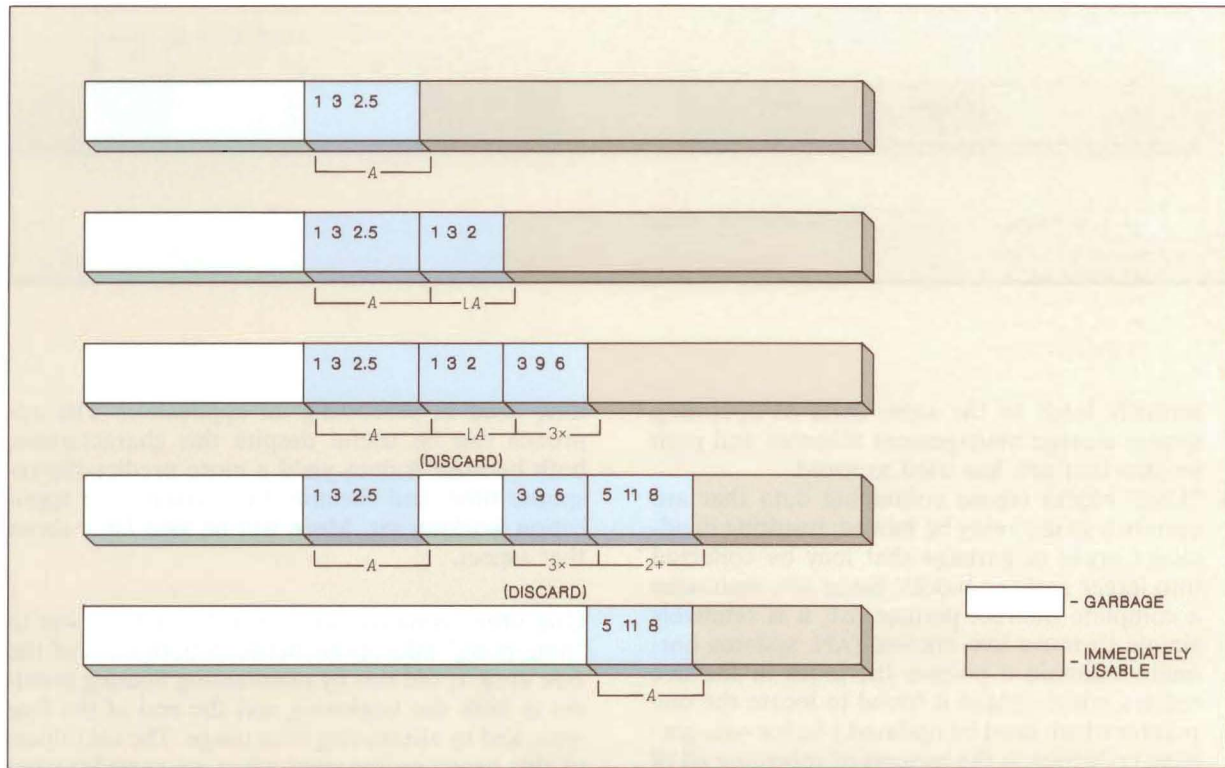 1 3 2.5
A
1 3 2.5 1 3 2
A ⌊A
1 3 2.5 1 3 2 3 9 6
A ⌊A 3×
(DISCARD)
1 3 2.5 3 9 6 5 11 8
A 3× 2+
(DISCARD)
5 11 8
A
- GARBAGE
- IMMEDIATELY
USABLE